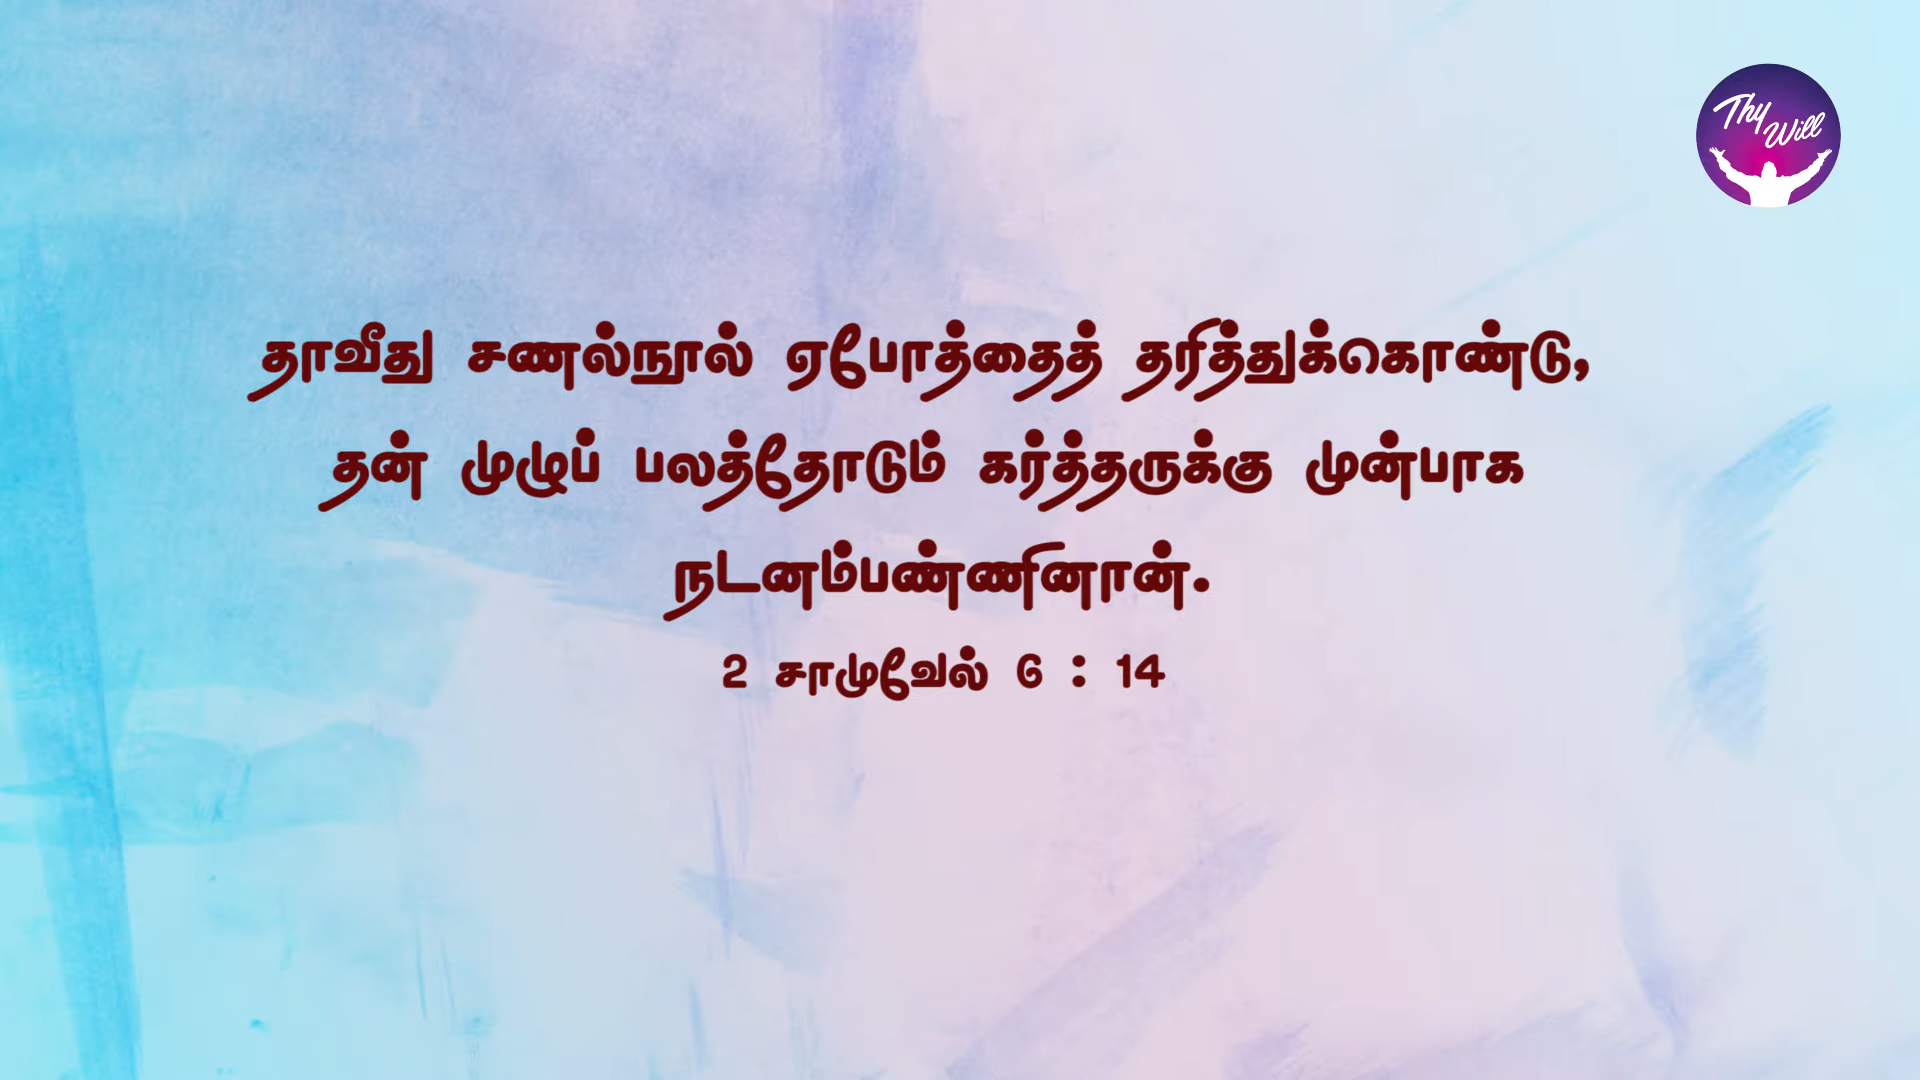 Thy
Will
தாவீது சணல்நூல் ஏபோத்தைத் தரித்துக்கொண்டு,
தன் முழுப் பலத்தோடும் கர்த்தருக்கு முன்பாக
நடனம்பண்ணினான்.
2 சாமுவேல் 6 : 14